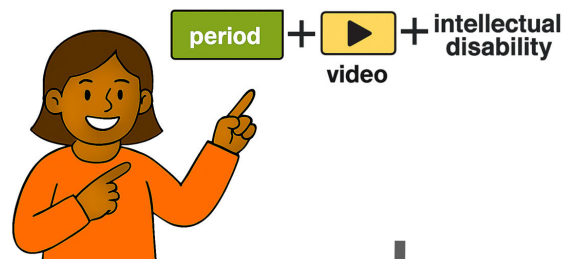 period + video + intellectual
disability